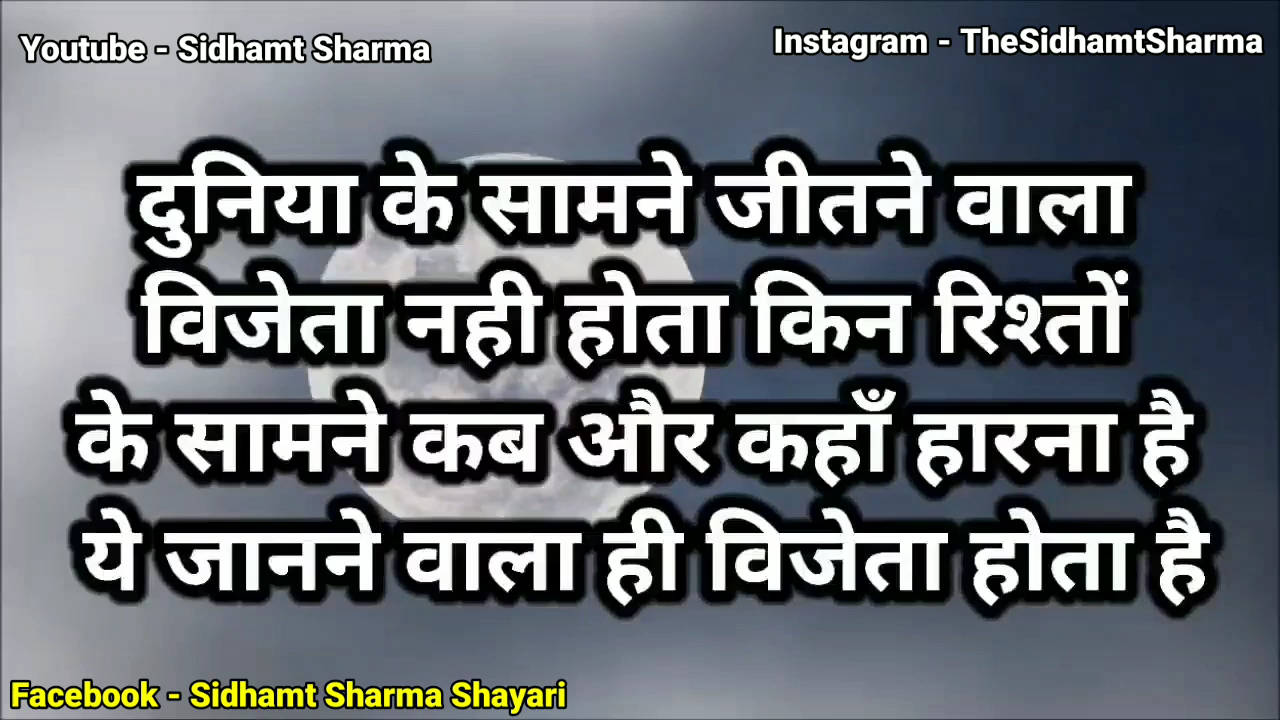 Youtube - Sidhamt Sharma
Instagram - TheSidhamtSharma
दुनिया के सामने जीतने वाला
विजेता नही होता किन रिश्तों
के सामने कब और कहाँ हारना है
ये जानने वाला ही विजेता होता है
Facebook - Sidhamt Sharma Shayari